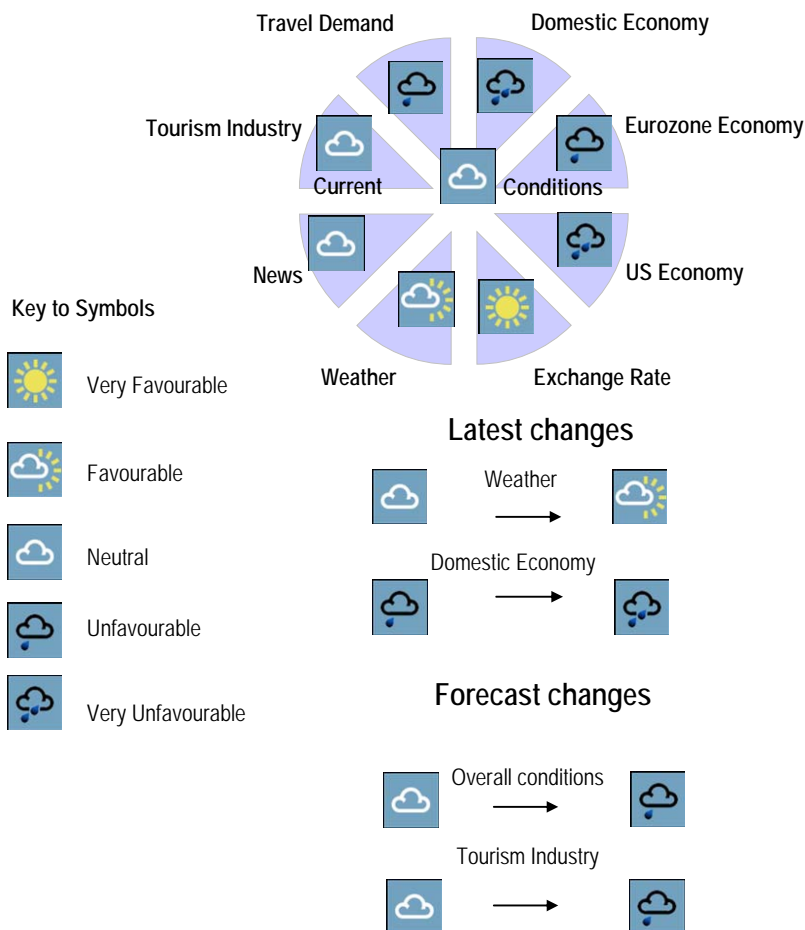 Travel Demand
Domestic Economy
Tourism Industry
Eurozone Economy
Current
Conditions
News
US Economy
Weather
Exchange Rate
Key to Symbols
Very Favourable
Favourable
Neutral
Unfavourable
Very Unfavourable
Latest changes
Weather
Domestic Economy
Forecast changes
Overall conditions
Tourism Industry